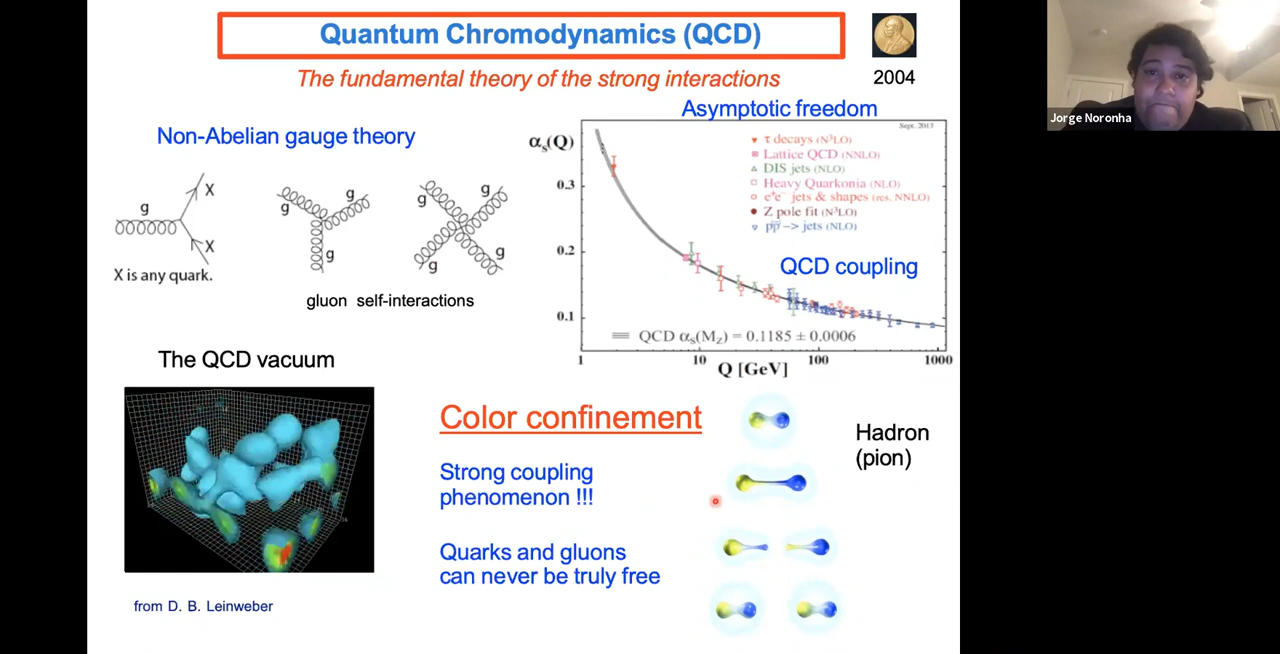 Quantum Chromodynamics (QCD)
The fundamental theory of the strong interactions
2004
Jorge Noronha
Non-Abelian gauge theory
g
X
X
X is any quark.
g
g
g
g
g
g
g
gluon self-interactions
Asymptotic freedom
αs(Q)
Sept. 2013
τ decays (N³LO)
Lattice QCD (NNLO)
DIS jets (NLO)
Heavy Quarkonia (NLO)
e⁺e⁻ jets & shapes (res. NNLO)
Z pole fit (N³LO)
pp̅ –> jets (NLO)
0.3
0.2
0.1
QCD coupling
QCD αs(Mz) = 0.1185 ± 0.0006
1
10
100
1000
Q [GeV]
The QCD vacuum
from D. B. Leinweber
Color confinement
Strong coupling
phenomenon !!!
Quarks and gluons
can never be truly free
Hadron
(pion)